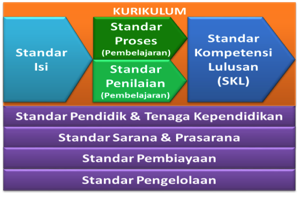 KURIKULUM
Standar
Isi
Standar
Proses
(Pembelajaran)
Standar
Penilaian
(Pembelajaran)
Standar
Kompetensi
Lulusan
(SKL)
Standar Pendidik & Tenaga Kependidikan
Standar Sarana & Prasarana
Standar Pembiayaan
Standar Pengelolaan